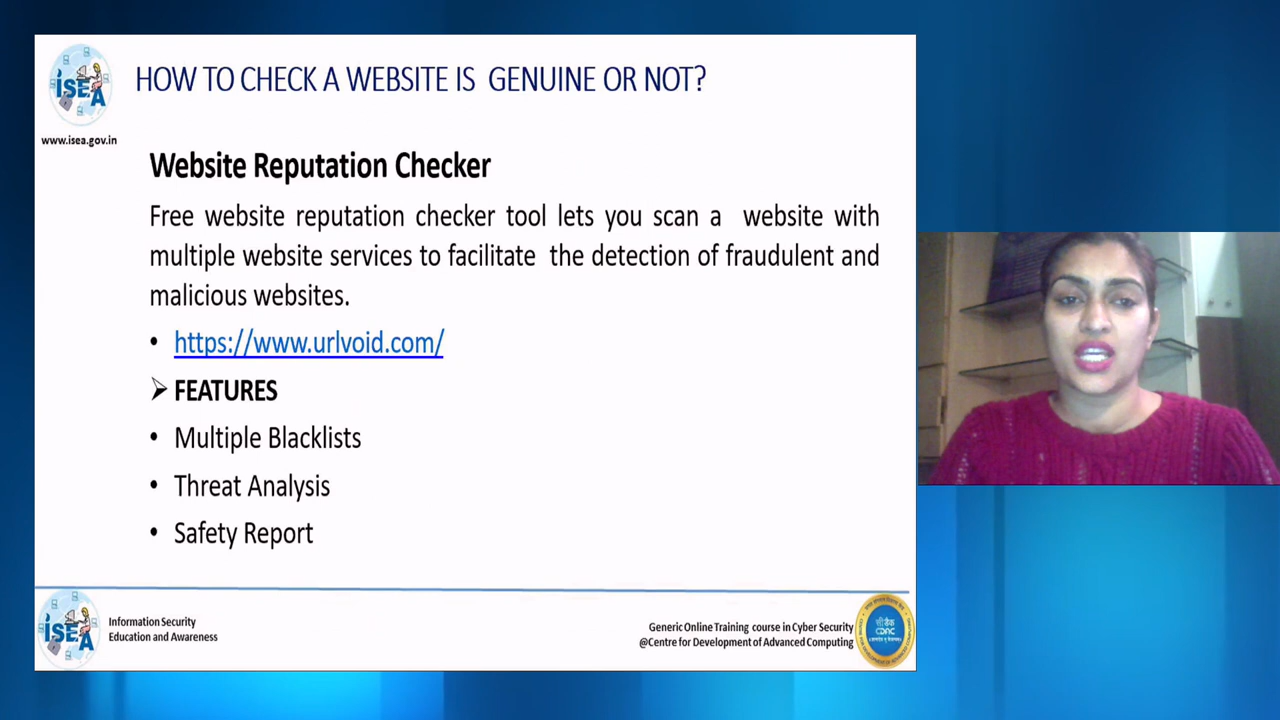 ISEA
HOW TO CHECK A WEBSITE IS GENUINE OR NOT?
www.isea.gov.in
Website Reputation Checker
Free website reputation checker tool lets you scan a website with
multiple website services to facilitate the detection of fraudulent and
malicious websites.
• https://www.urlvoid.com/
➢ FEATURES
• Multiple Blacklists
• Threat Analysis
• Safety Report
ISEA
Information Security
Education and Awareness
Generic Online Training course in Cyber Security
@Centre for Development of Advanced Computing
सी डैक
CDAC